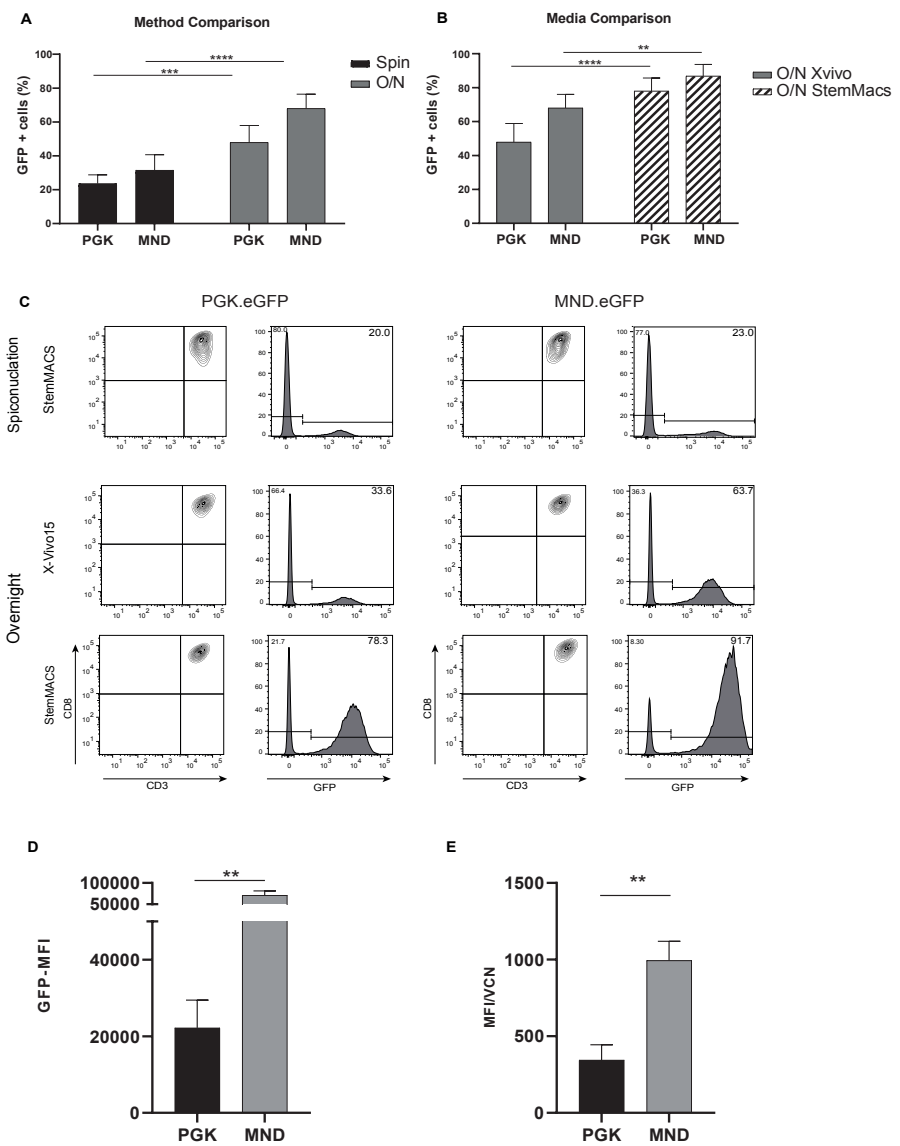 A
Method Comparison
GFP + cells (%)
100
80
60
40
20
0
****
***
PGK
MND
PGK
MND
Spin
O/N
B
Media Comparison
GFP + cells (%)
100
80
60
40
20
0
**
****
PGK
MND
PGK
MND
O/N Xvivo
O/N StemMacs
C
PGK.eGFP
MND.eGFP
Spiconuclation
StemMACS
80.0
20.0
77.0
23.0
Overnight
X-Vivo15
66.4
33.6
36.3
63.7
StemMACS
21.7
78.3
8.30
91.7
CD8
CD3
GFP
CD8
CD3
GFP
D
GFP-MFI
100000
50000
40000
20000
0
**
PGK
MND
E
MFI/VCN
1500
1000
500
0
**
PGK
MND